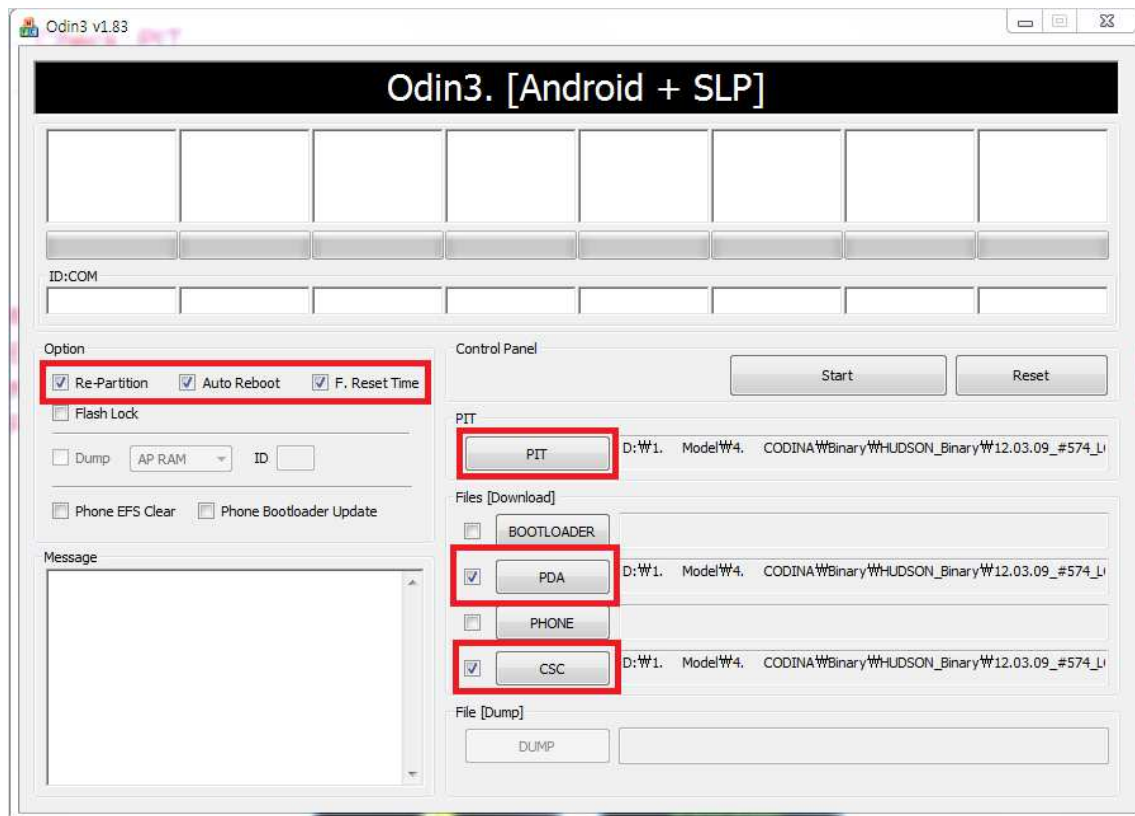 Odin3 v1.83
Odin3. [Android + SLP]
ID:COM
Option
Re-Partition Auto Reboot F. Reset Time
Flash Lock
Dump AP RAM ID
Phone EFS Clear Phone Bootloader Update
Message
Control Panel
Start Reset
PIT
PIT D:₩1. Model₩4. CODINA₩Binary₩HUDSON_Binary₩12.03.09_#574_
Files [Download]
BOOTLOADER
PDA D:₩1. Model₩4. CODINA₩Binary₩HUDSON_Binary₩12.03.09_#574_
PHONE
CSC D:₩1. Model₩4. CODINA₩Binary₩HUDSON_Binary₩12.03.09_#574_
File [Dump]
DUMP